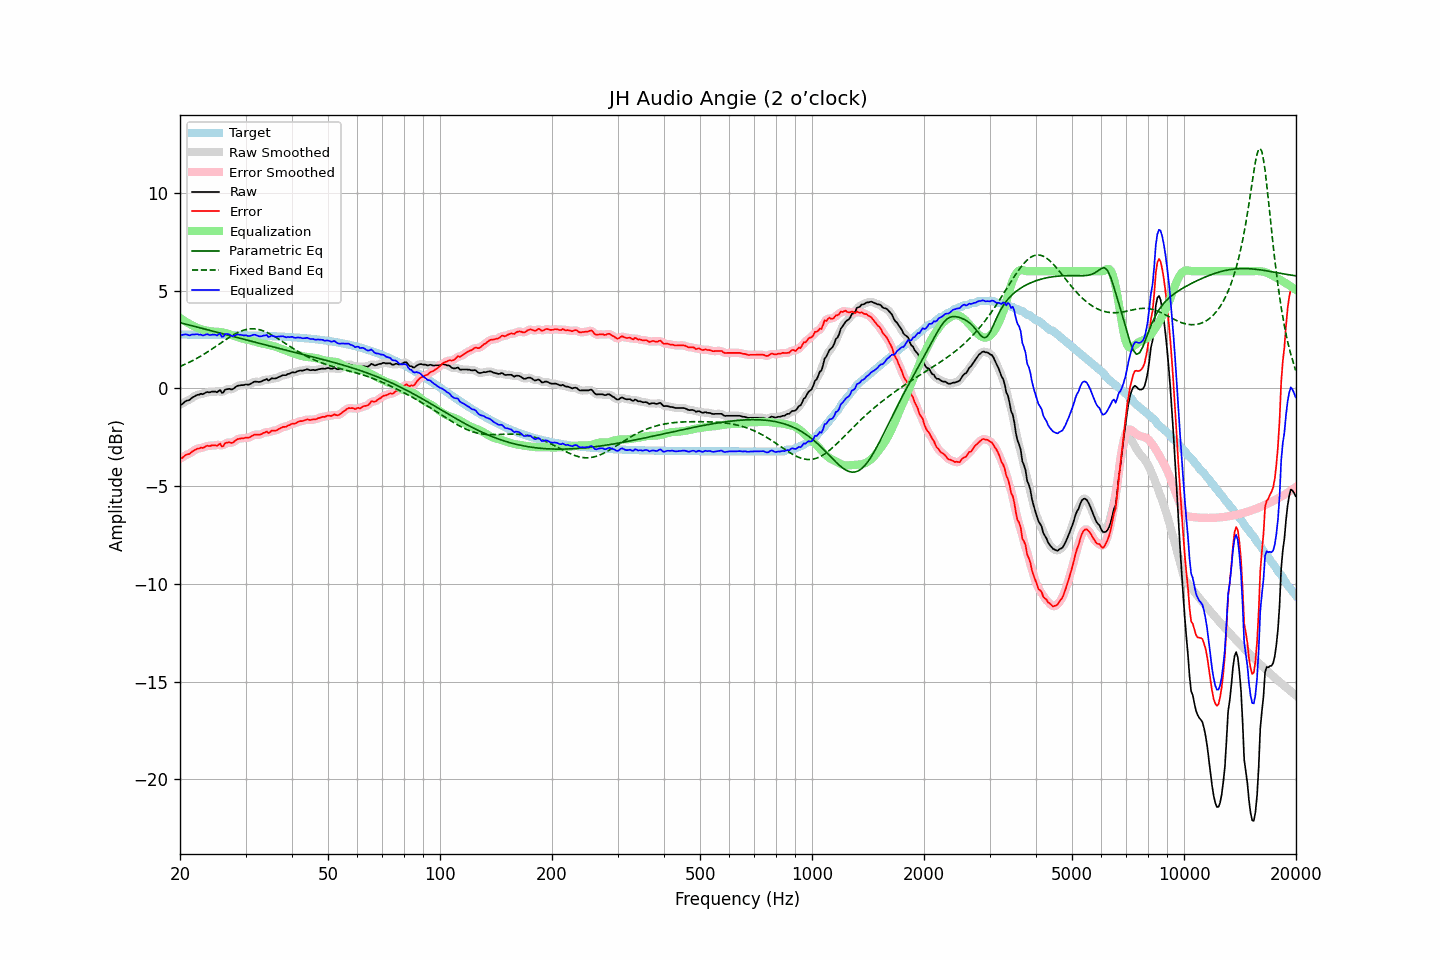 JH Audio Angie (2 o’clock)
Target
Raw Smoothed
Error Smoothed
Raw
Error
Equalization
Parametric Eq
Fixed Band Eq
Equalized
Amplitude (dBr)
10
5
0
−5
−10
−15
−20
20 50 100 200 500 1000 2000 5000 10000 20000
Frequency (Hz)